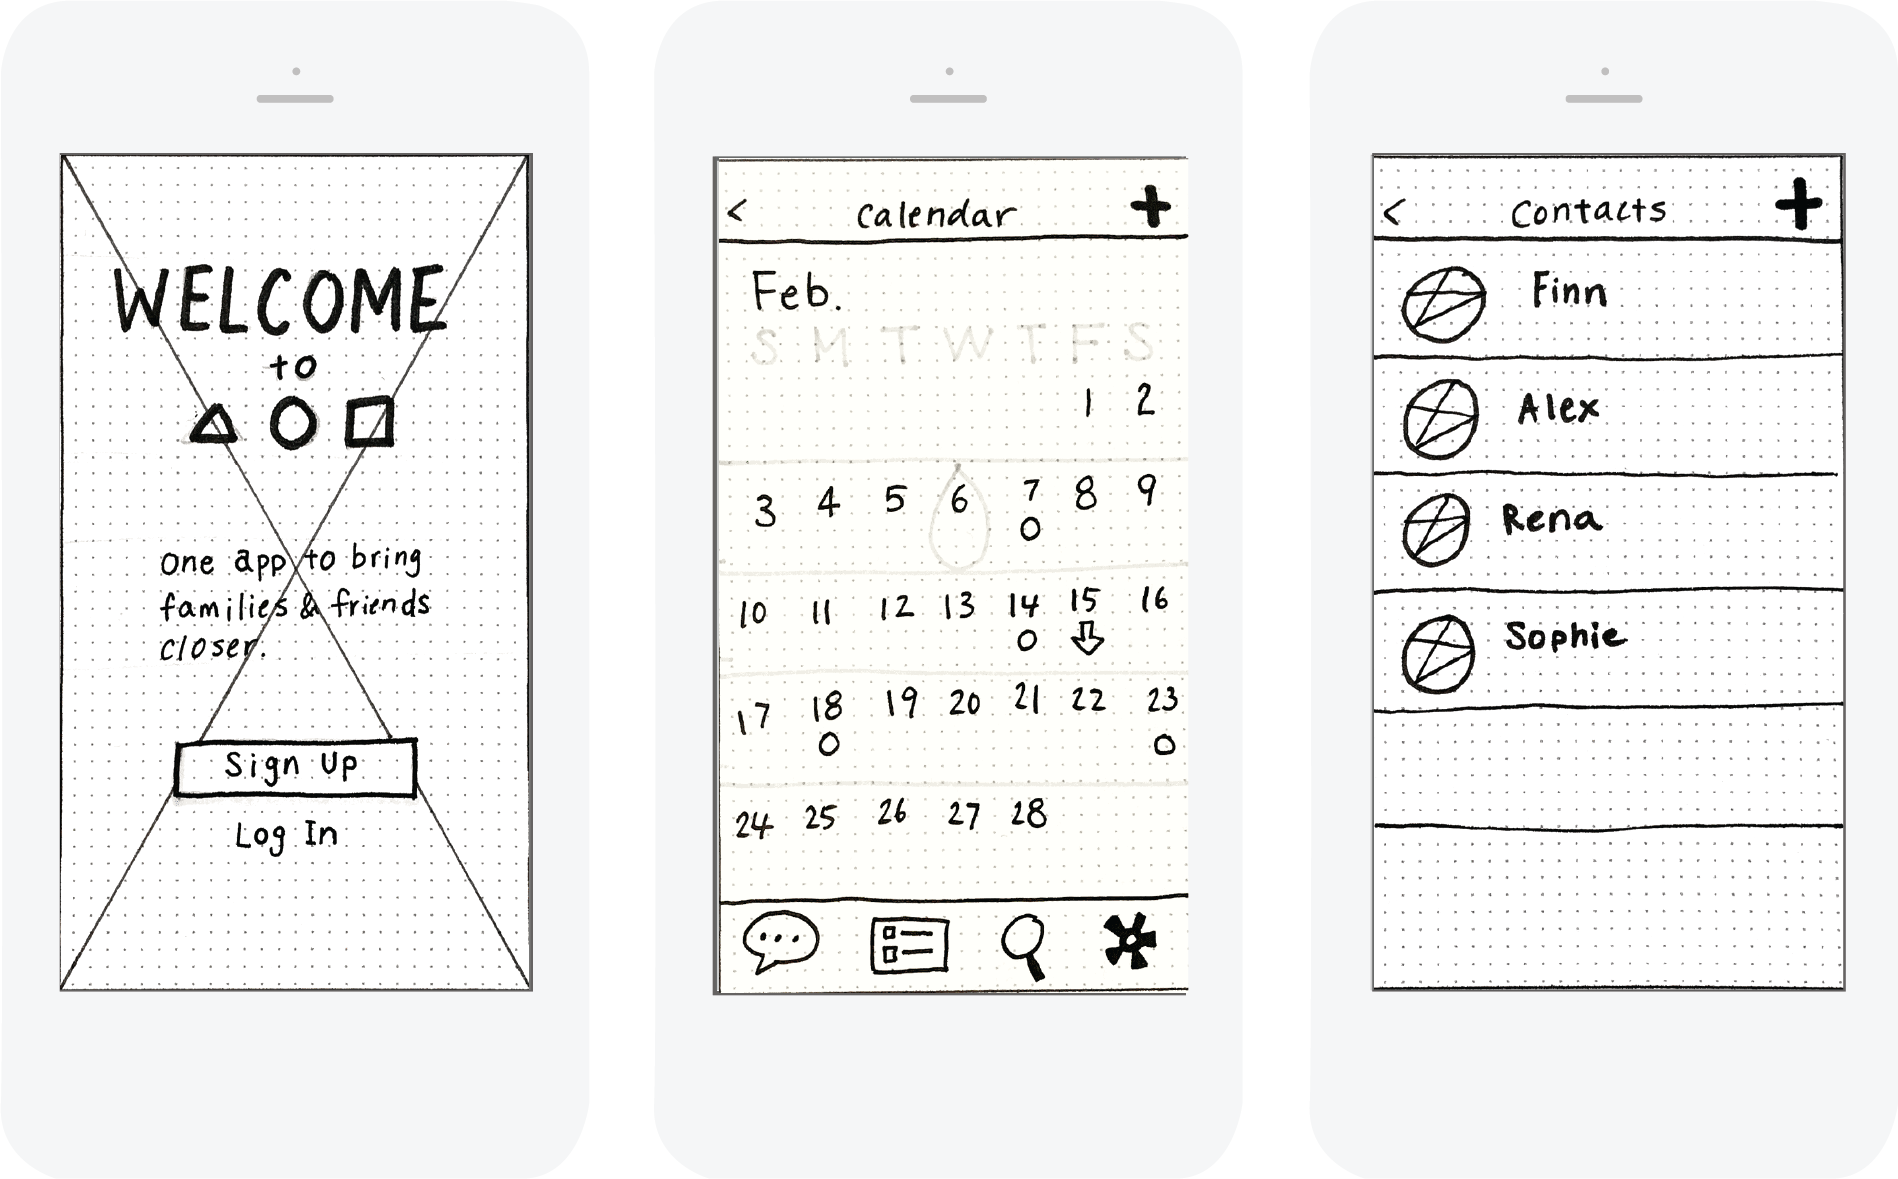 WELCOME
to
One app to bring
families & friends
closer.
Sign Up
Log In
< Calendar +
Feb.
S M T W T F S
1 2
3 4 5 6 7 8 9
10 11 12 13 14 15 16
17 18 19 20 21 22 23
24 25 26 27 28
< Contacts +
Finn
Alex
Rena
Sophie